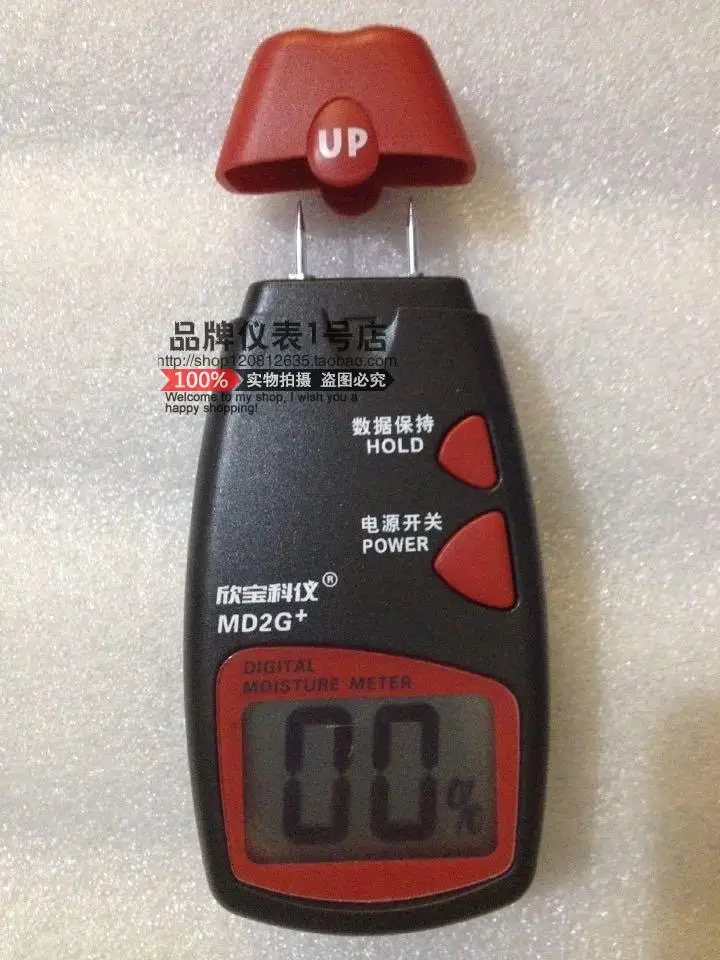 UP
品牌仪表1号店
http://shop120812635.taobao.com
100% 实物拍摄 盗图必究
Welcome to my shop, I wish you a
happy shopping!
数据保持
HOLD
电源开关
POWER
欣宝科仪®
MD2G+
DIGITAL
MOISTURE METER
00%